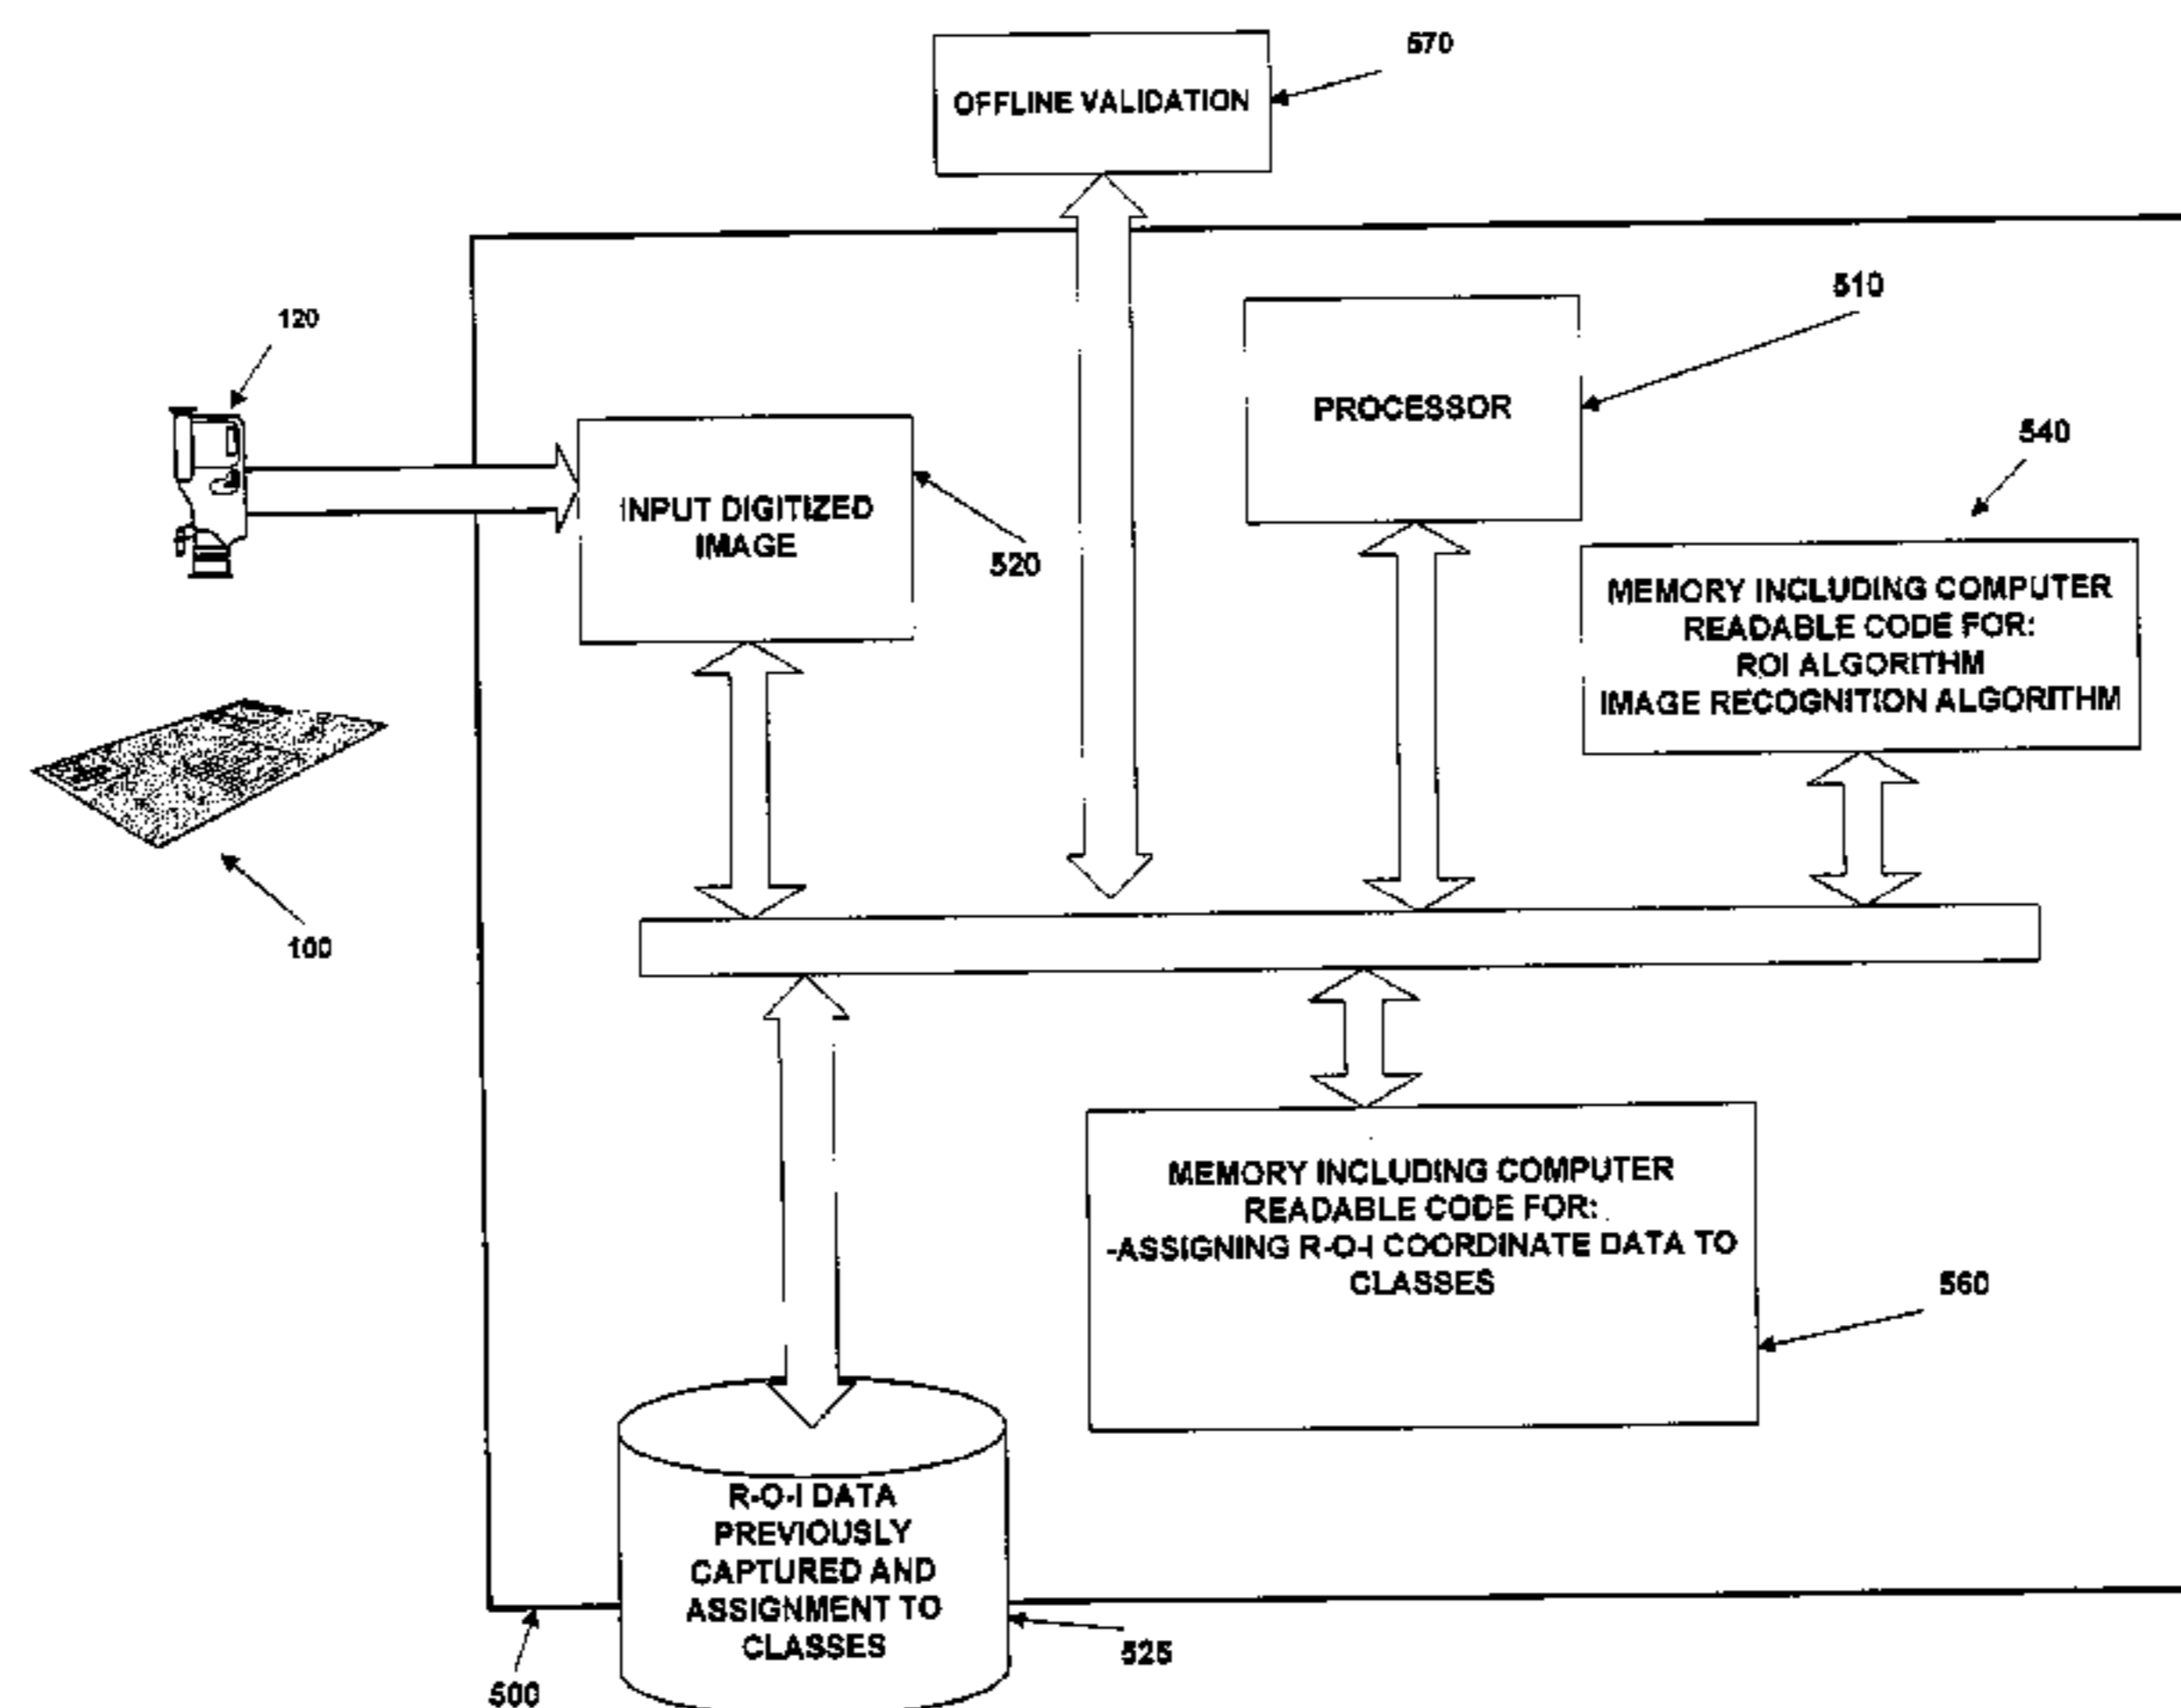 570
OFFLINE VALIDATION
510
120
PROCESSOR
540
INPUT DIGITIZED
IMAGE
520
MEMORY INCLUDING COMPUTER
READABLE CODE FOR:
ROI ALGORITHM
IMAGE RECOGNITION ALGORITHM
100
MEMORY INCLUDING COMPUTER
READABLE CODE FOR:
-ASSIGNING R-O-I COORDINATE DATA TO
CLASSES
560
R-O-I DATA
PREVIOUSLY
CAPTURED AND
ASSIGNMENT TO
CLASSES
525
500